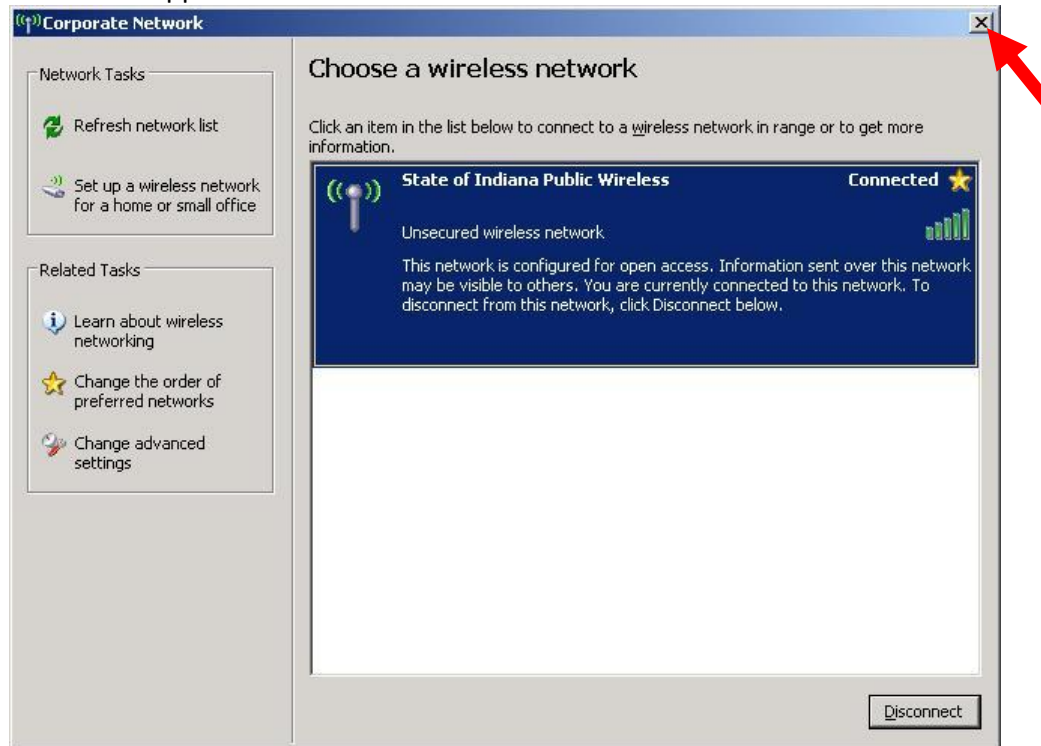 Corporate Network
Network Tasks
Refresh network list
Set up a wireless network
for a home or small office
Related Tasks
Learn about wireless
networking
Change the order of
preferred networks
Change advanced
settings
Choose a wireless network
Click an item in the list below to connect to a wireless network in range or to get more
information.
State of Indiana Public Wireless Connected
Unsecured wireless network
This network is configured for open access. Information sent over this network
may be visible to others. You are currently connected to this network. To
disconnect from this network, click Disconnect below.
Disconnect